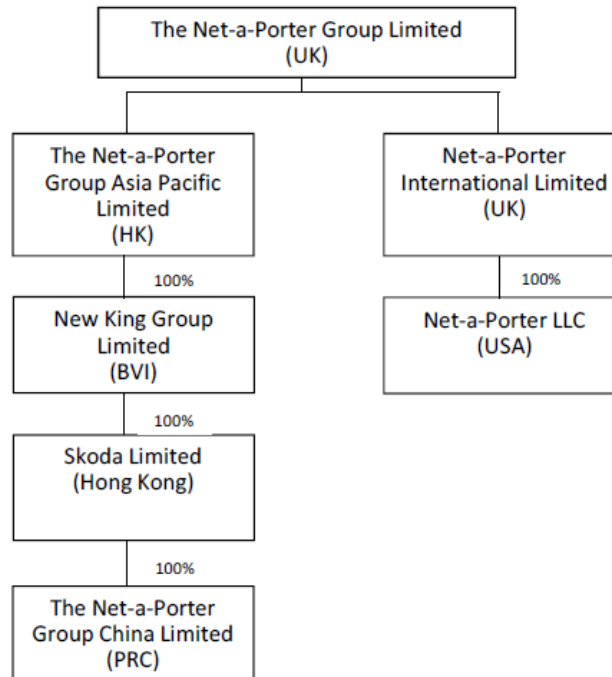 The Net-a-Porter Group Limited
(UK)
The Net-a-Porter
Group Asia Pacific
Limited
(HK)
Net-a-Porter
International Limited
(UK)
100%
100%
New King Group
Limited
(BVI)
Net-a-Porter LLC
(USA)
100%
Skoda Limited
(Hong Kong)
100%
The Net-a-Porter
Group China Limited
(PRC)